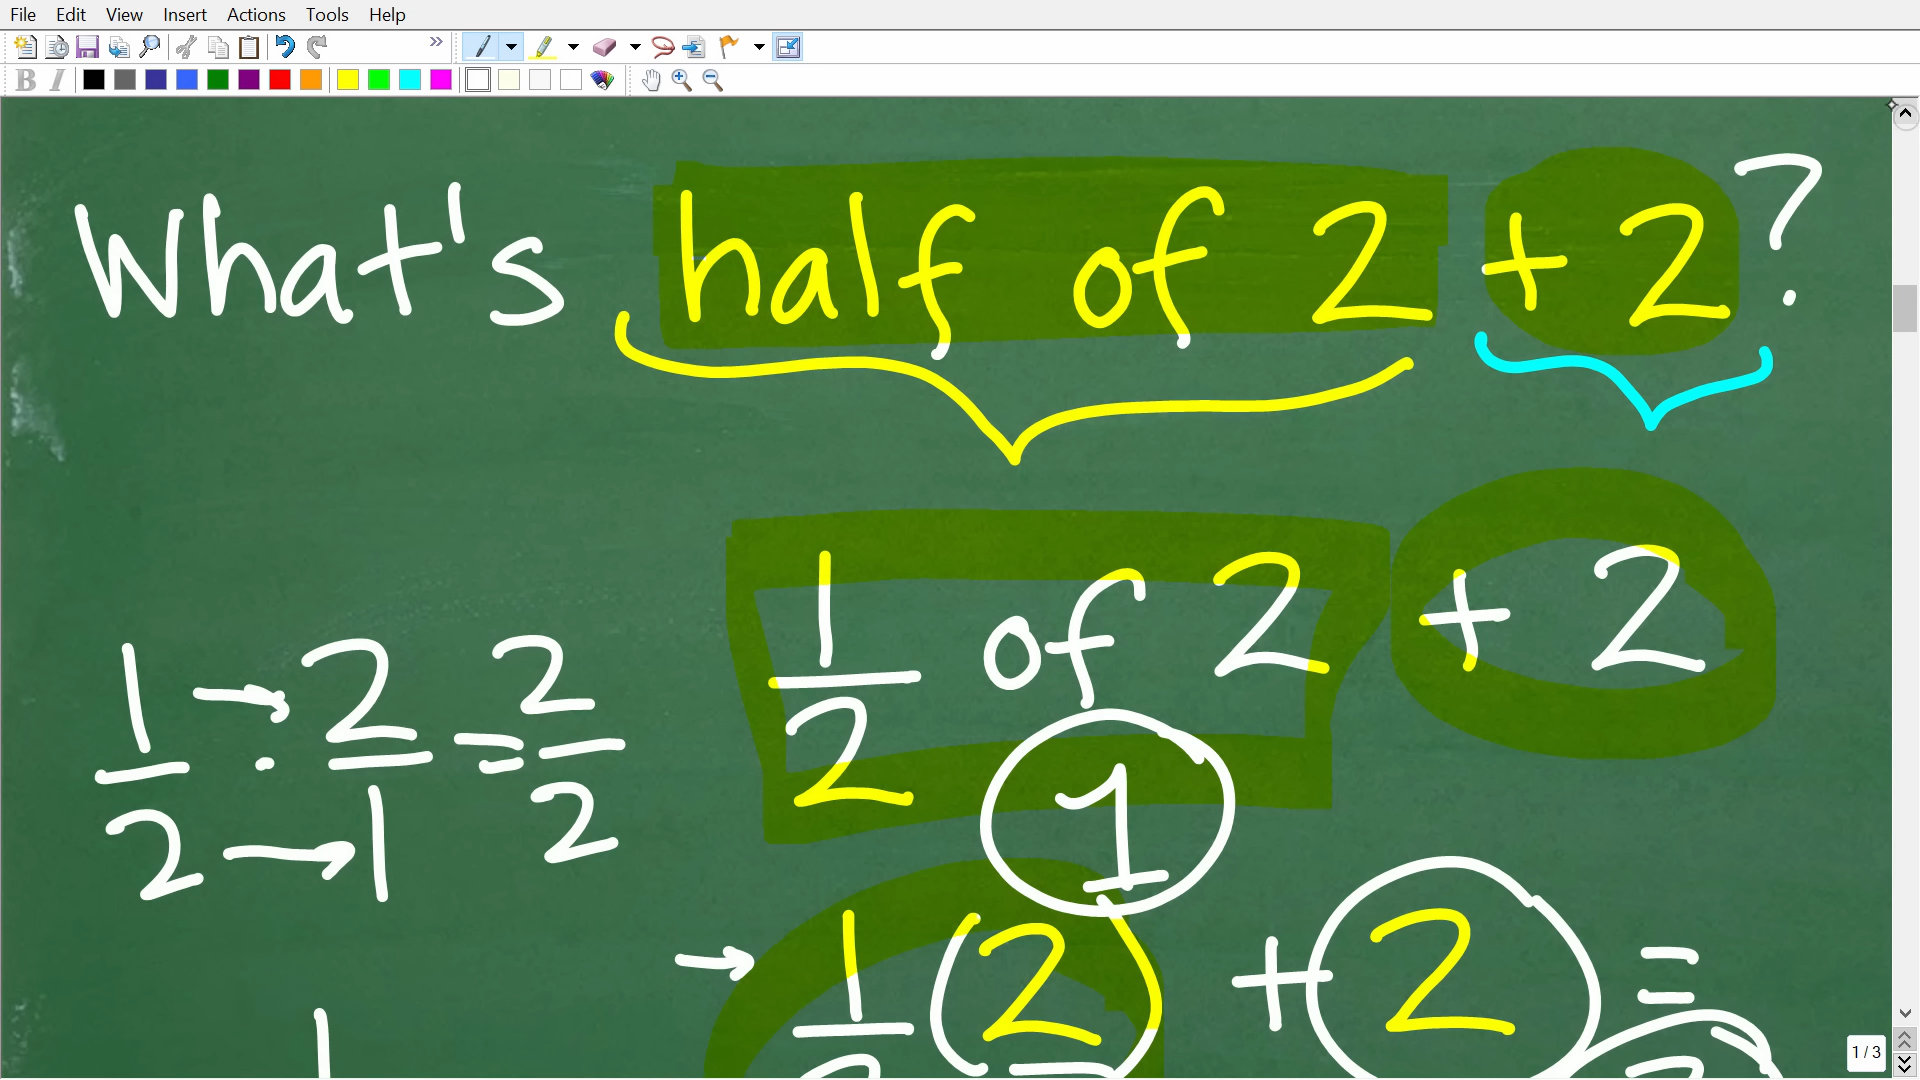 File Edit View Insert Actions Tools Help
B I
What's half of 2 + 2?
1/2 of 2 + 2
1/2 · 2/1 = 2/2
1
→ 1/2 (2) + 2 =
1
1 / 3